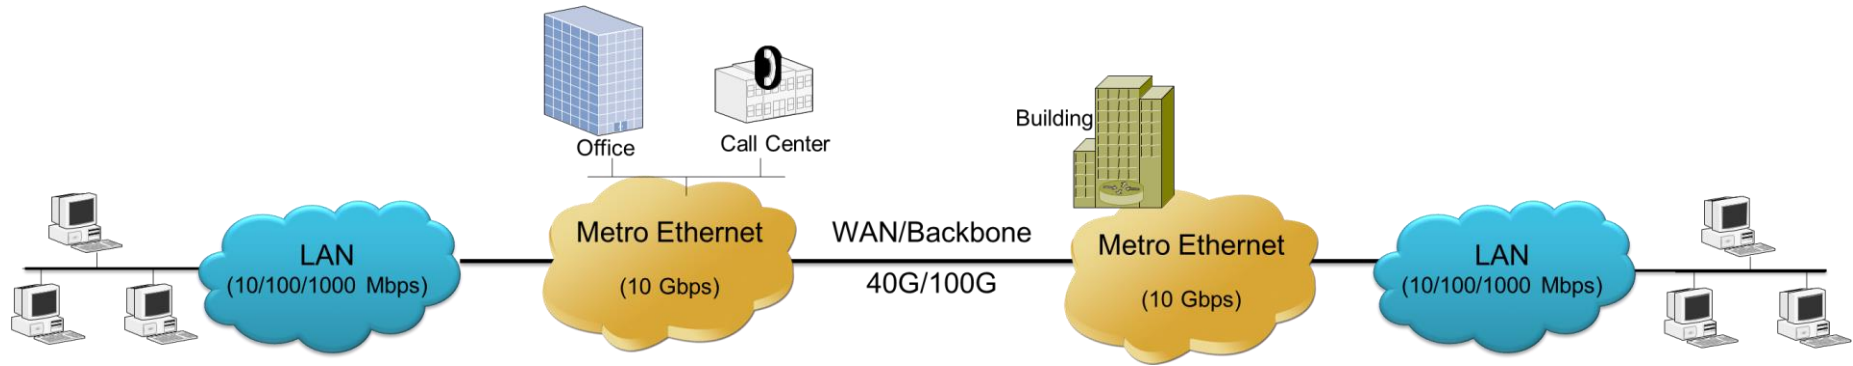 Office
Call Center
Building
LAN
(10/100/1000 Mbps)
Metro Ethernet
(10 Gbps)
WAN/Backbone
40G/100G
Metro Ethernet
(10 Gbps)
LAN
(10/100/1000 Mbps)